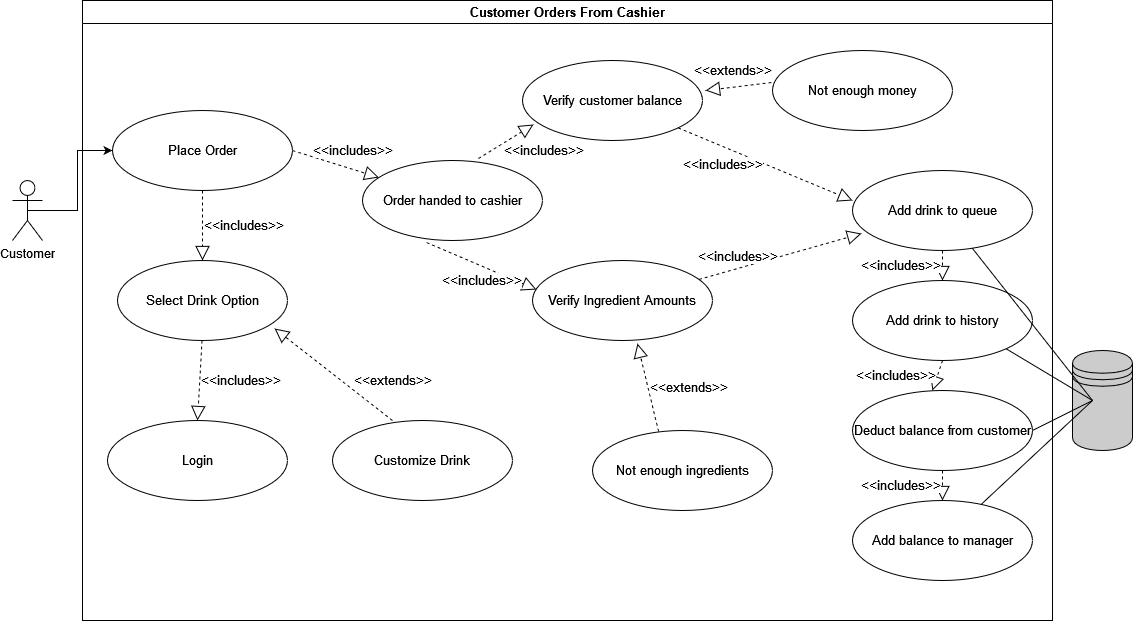 Customer Orders From Cashier
<<extends>>
Verify customer balance
Not enough money
Place Order
<<includes>>
<<includes>>
<<includes>>
Order handed to cashier
Add drink to queue
<<includes>>
Customer
<<includes>>
<<includes>>
<<includes>>
Select Drink Option
Verify Ingredient Amounts
Add drink to history
<<includes>>
<<extends>>
<<extends>>
<<includes>>
Deduct balance from customer
Login
Customize Drink
Not enough ingredients
<<includes>>
Add balance to manager